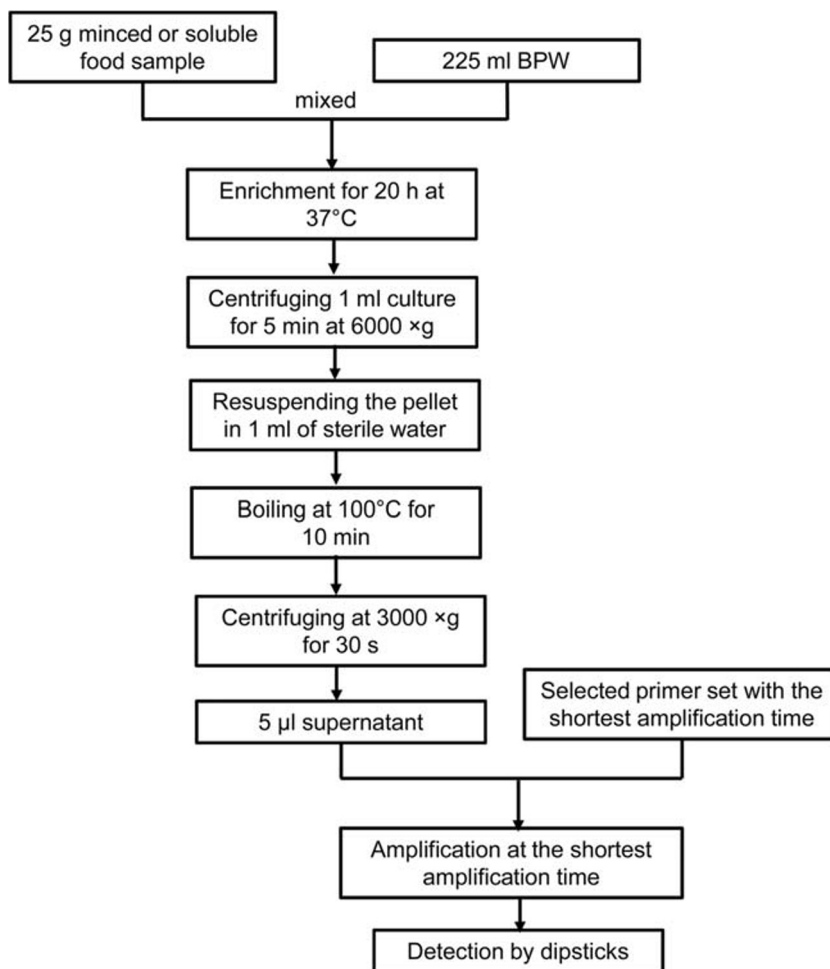 25 g minced or soluble
food sample
225 ml BPW
mixed
Enrichment for 20 h at
37°C
Centrifuging 1 ml culture
for 5 min at 6000 ×g
Resuspending the pellet
in 1 ml of sterile water
Boiling at 100°C for
10 min
Centrifuging at 3000 ×g
for 30 s
5 µl supernatant
Selected primer set with the
shortest amplification time
Amplification at the shortest
amplification time
Detection by dipsticks